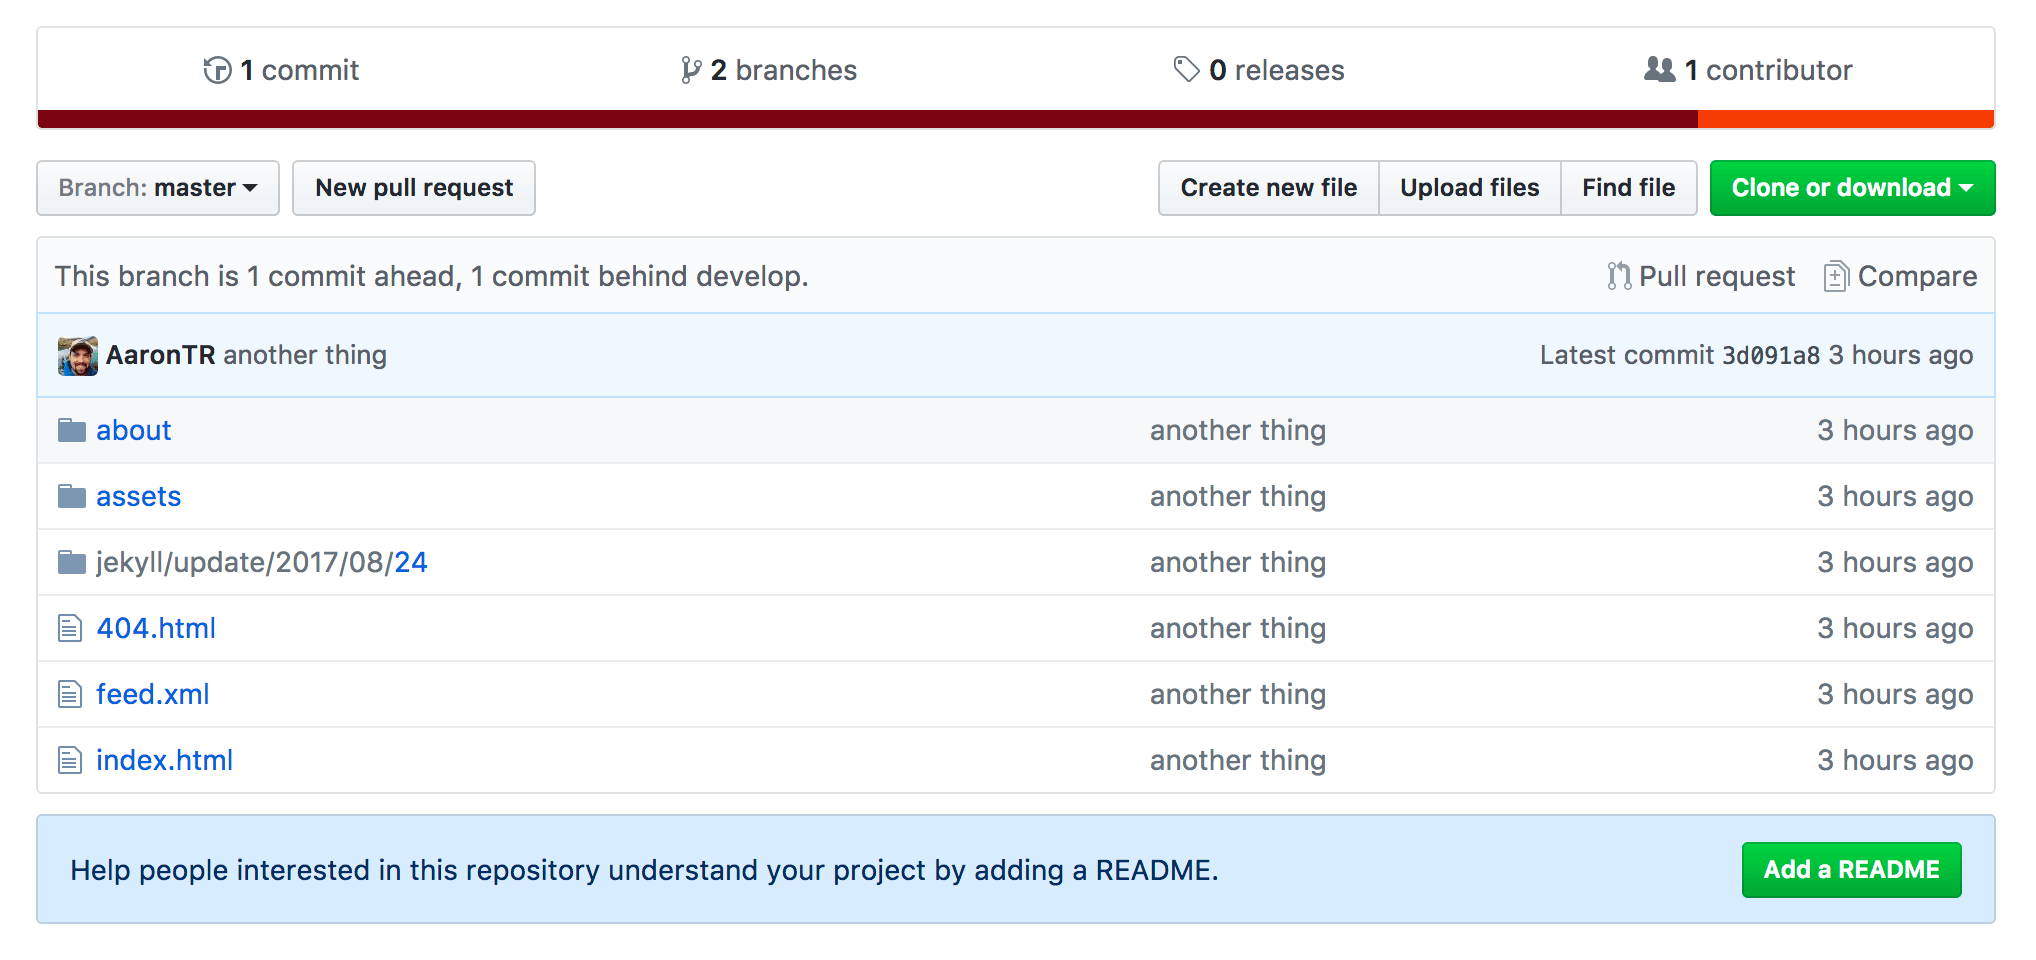 1 commit 2 branches 0 releases 1 contributor
Branch: master New pull request Create new file Upload files Find file Clone or download
This branch is 1 commit ahead, 1 commit behind develop. Pull request Compare
AaronTR another thing Latest commit 3d091a8 3 hours ago
about another thing 3 hours ago
assets another thing 3 hours ago
jekyll/update/2017/08/24 another thing 3 hours ago
404.html another thing 3 hours ago
feed.xml another thing 3 hours ago
index.html another thing 3 hours ago
Help people interested in this repository understand your project by adding a README. Add a README